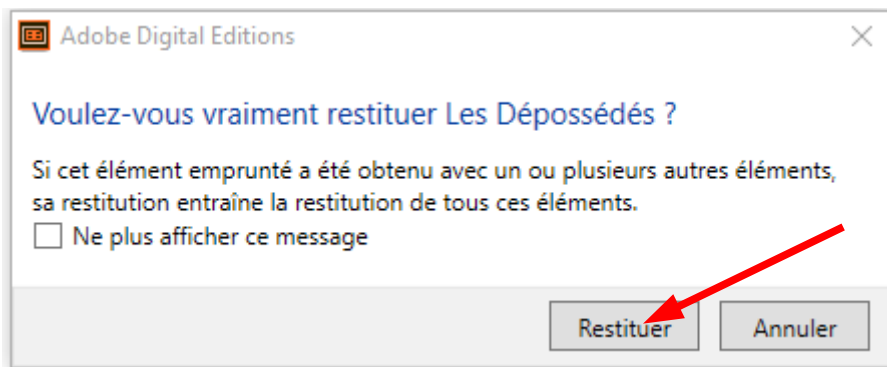 Adobe Digital Editions
Voulez-vous vraiment restituer Les Dépossédés ?
Si cet élément emprunté a été obtenu avec un ou plusieurs autres éléments,
sa restitution entraîne la restitution de tous ces éléments.
Ne plus afficher ce message
Restituer Annuler